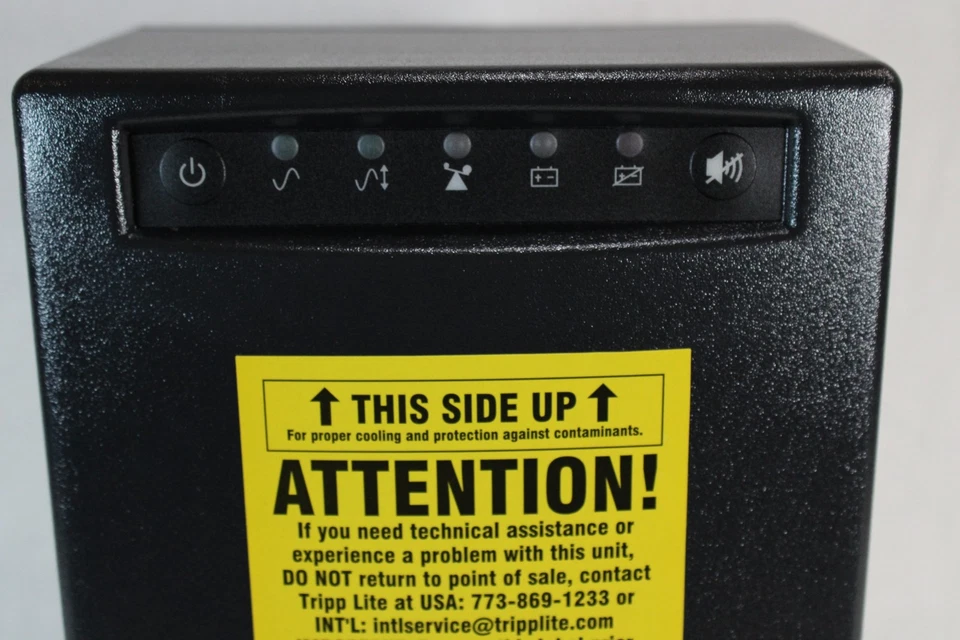 THIS SIDE UP
For proper cooling and protection against contaminants.
ATTENTION!
If you need technical assistance or
experience a problem with this unit,
DO NOT return to point of sale, contact
Tripp Lite at USA: 773-869-1233 or
INT'L: intlservice@tripplite.com